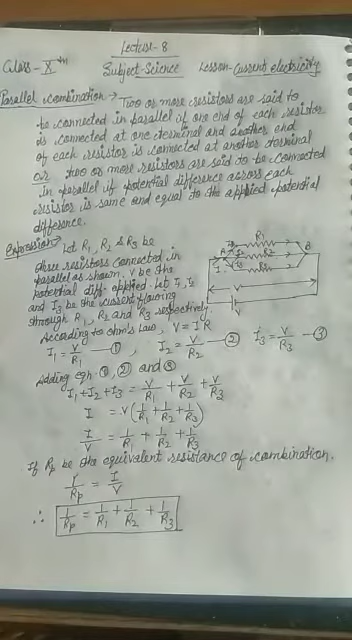 Lecture-8
Class-Xth Subject-Science Lesson-Current electricity
Parallel combination → Two or more resistors are said to
be connected in parallel if one end of each resistor
is connected at one terminal and another end
of each resistor is connected at another terminal
or two or more resistors are said to be connected
in parallel if potential difference across each
resistor is same and equal to the applied potential
difference.
Expression → Let R1, R2 & R3 be
three resistors connected in
parallel as shown. V be the
potential diff. applied. Let I1, I2
and I3 be the current flowing
through R1, R2 and R3 respectively.
R1
R2
R3
A
B
I
V
V
According to ohm's law, V = IR
I1 = V/R1 — ①, I2 = V/R2 — ② I3 = V/R3 — ③
Adding eqn. ①, ② and ③
I1 + I2 + I3 = V/R1 + V/R2 + V/R3
I = V(1/R1 + 1/R2 + 1/R3)
I/V = 1/R1 + 1/R2 + 1/R3
If Rp be the equivalent resistance of combination.
1/Rp = I/V
∴ 1/Rp = 1/R1 + 1/R2 + 1/R3